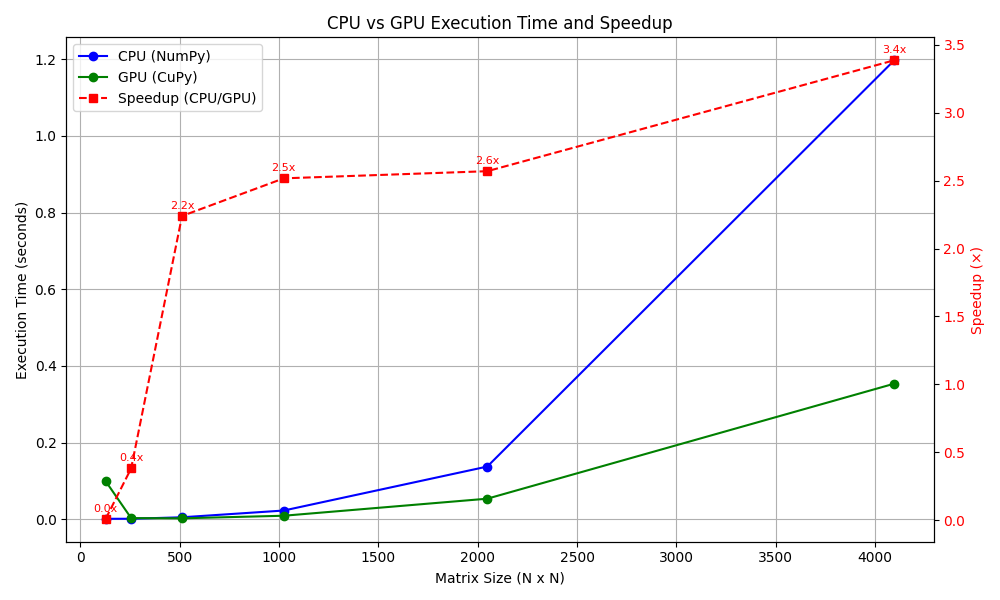 CPU vs GPU Execution Time and Speedup
CPU (NumPy)
GPU (CuPy)
Speedup (CPU/GPU)
0.0x
0.4x
2.2x
2.5x
2.6x
3.4x
Execution Time (seconds)
1.2
1.0
0.8
0.6
0.4
0.2
0.0
Speedup (×)
3.5
3.0
2.5
2.0
1.5
1.0
0.5
0.0
0 500 1000 1500 2000 2500 3000 3500 4000
Matrix Size (N x N)